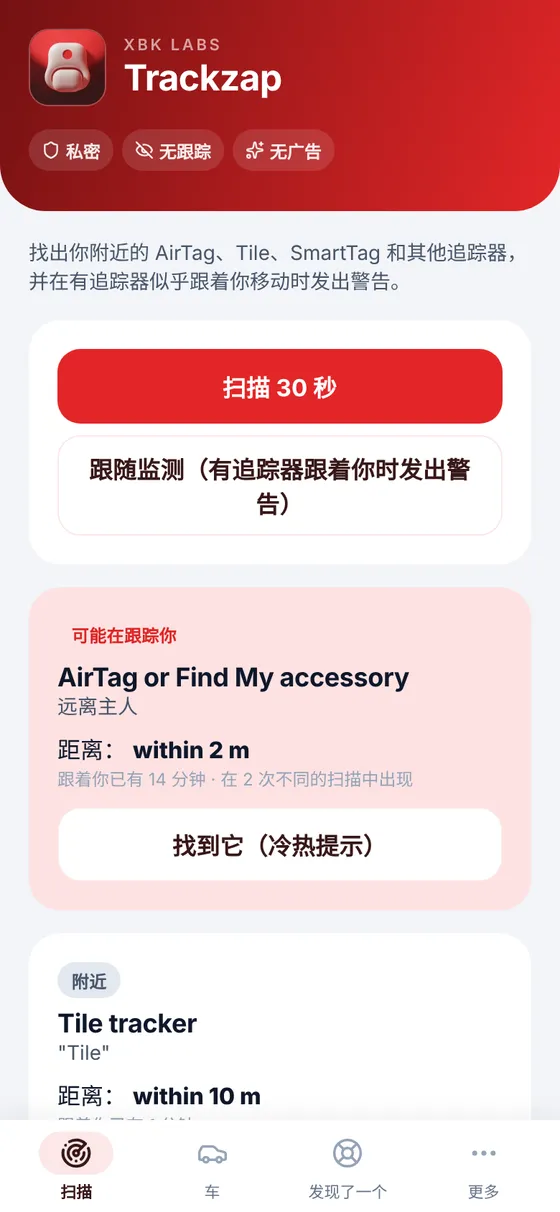 XBK LABS
Trackzap
私密
无跟踪
无广告
找出你附近的 AirTag、Tile、SmartTag 和其他追踪器，
并在有追踪器似乎跟着你移动时发出警告。
扫描 30 秒
跟随监测（有追踪器跟着你时发出警
告）
可能在跟踪你
AirTag or Find My accessory
远离主人
距离： within 2 m
跟着你已有 14 分钟 · 在 2 次不同的扫描中出现
找到它（冷热提示）
附近
Tile tracker
"Tile"
距离： within 10 m
扫描
车
发现了一个
更多